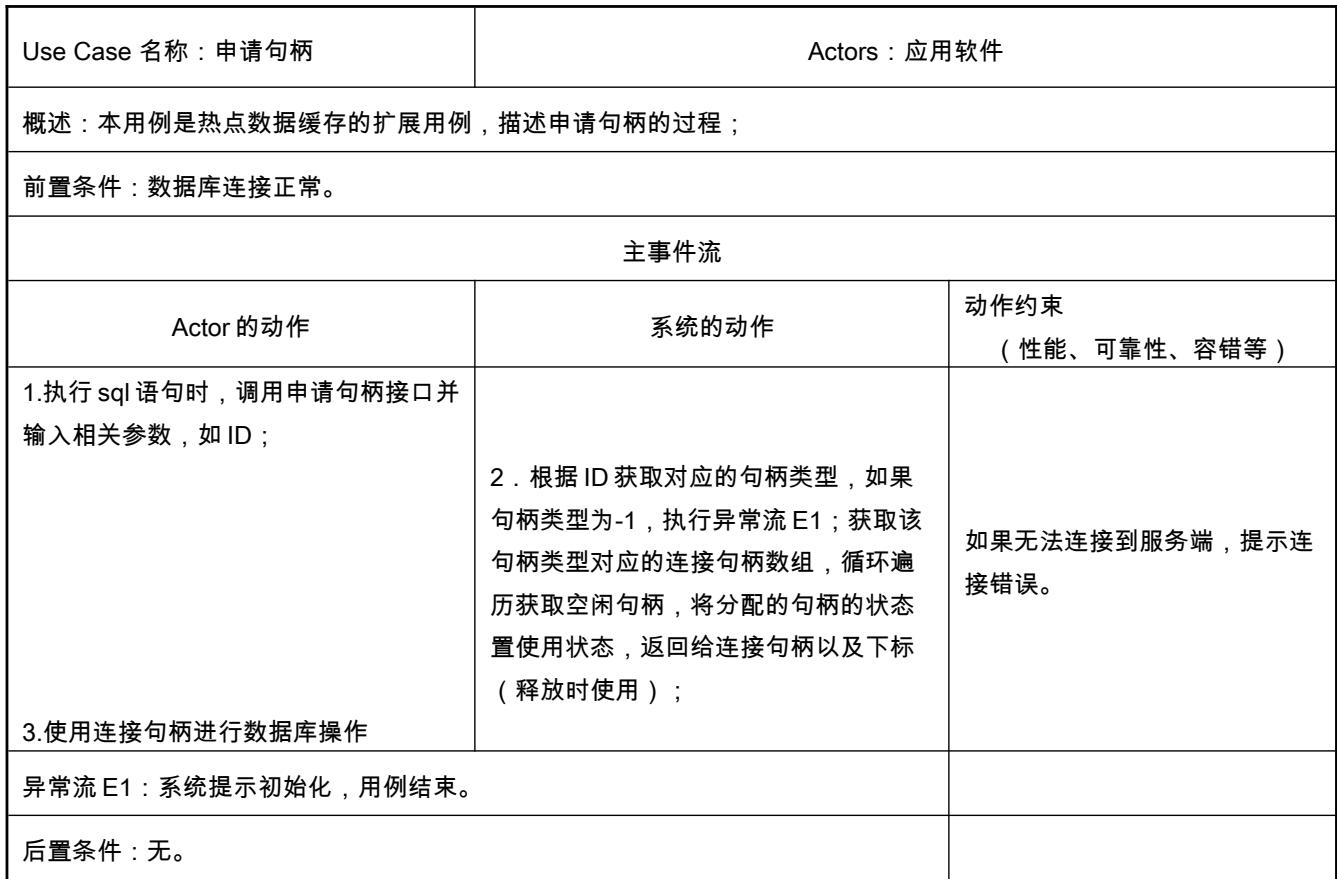 Use Case 名称：申请句柄
Actors：应用软件
概述：本用例是热点数据缓存的扩展用例，描述申请句柄的过程；
前置条件：数据库连接正常。
主事件流
Actor 的动作
系统的动作
动作约束
（性能、可靠性、容错等）
1.执行 sql 语句时，调用申请句柄接口并
输入相关参数，如 ID；
2．根据 ID 获取对应的句柄类型，如果
句柄类型为-1，执行异常流 E1；获取该
句柄类型对应的连接句柄数组，循环遍
历获取空闲句柄，将分配的句柄的状态
置使用状态，返回给连接句柄以及下标
（释放时使用）；
如果无法连接到服务端，提示连
接错误。
3.使用连接句柄进行数据库操作
异常流 E1：系统提示初始化，用例结束。
后置条件：无。